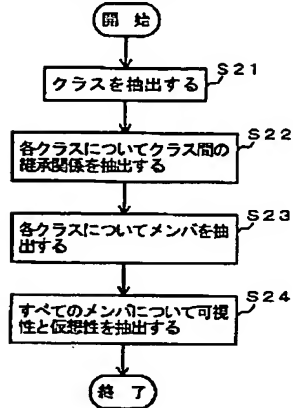 開 始
クラスを抽出する
S21
各クラスについてクラス間の
継承関係を抽出する
S22
各クラスについてメンバを抽
出する
S23
すべてのメンバについて可視
性と仮想性を抽出する
S24
終 了